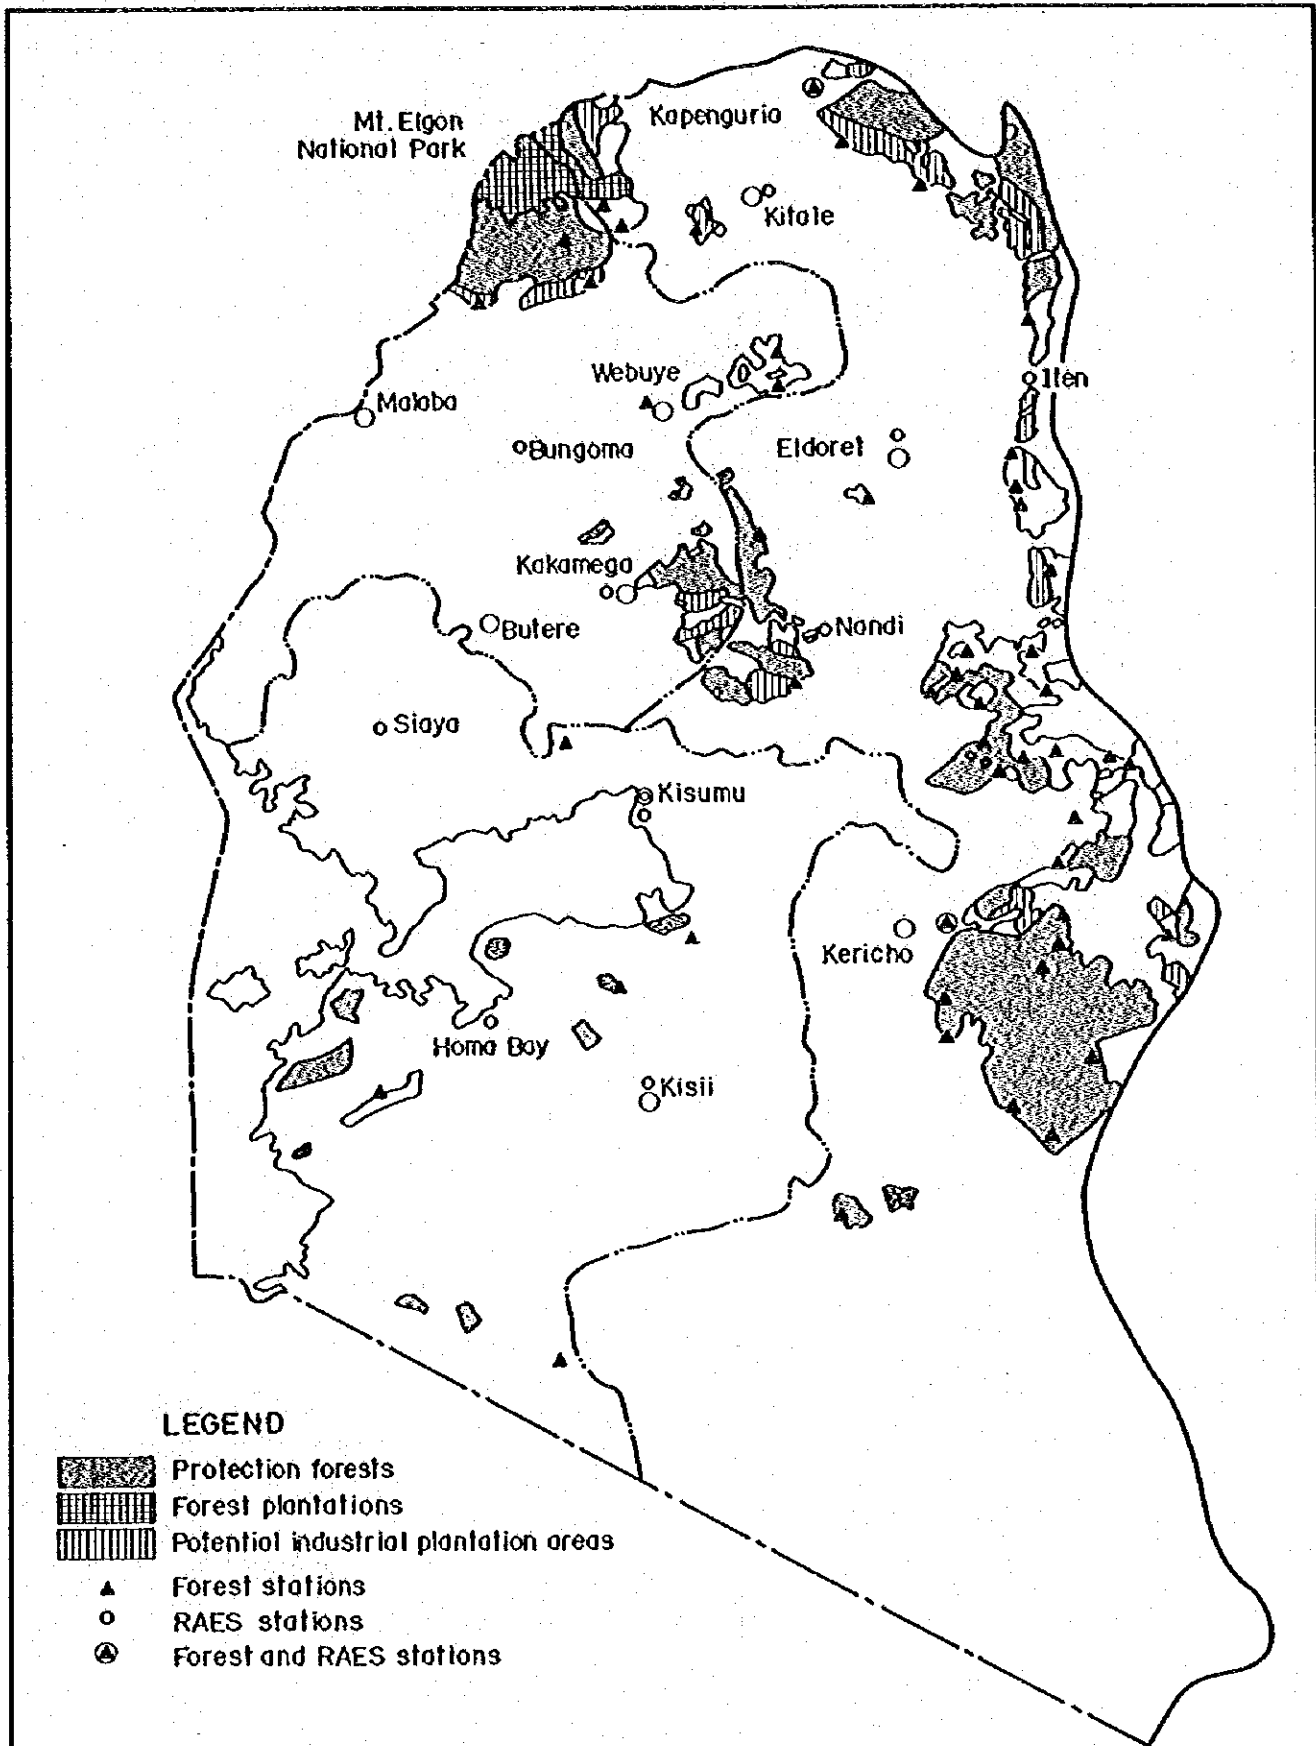 Mt. Elgon
National Park
Kapenguria
Kitale
Webuye
Iten
Malaba
Bungoma
Eldoret
Kakamega
Butere
Nandi
Siaya
Kisumu
Kericho
Homa Bay
Kisii
LEGEND
Protection forests
Forest plantations
Potential industrial plantation areas
Forest stations
RAES stations
Forest and RAES stations